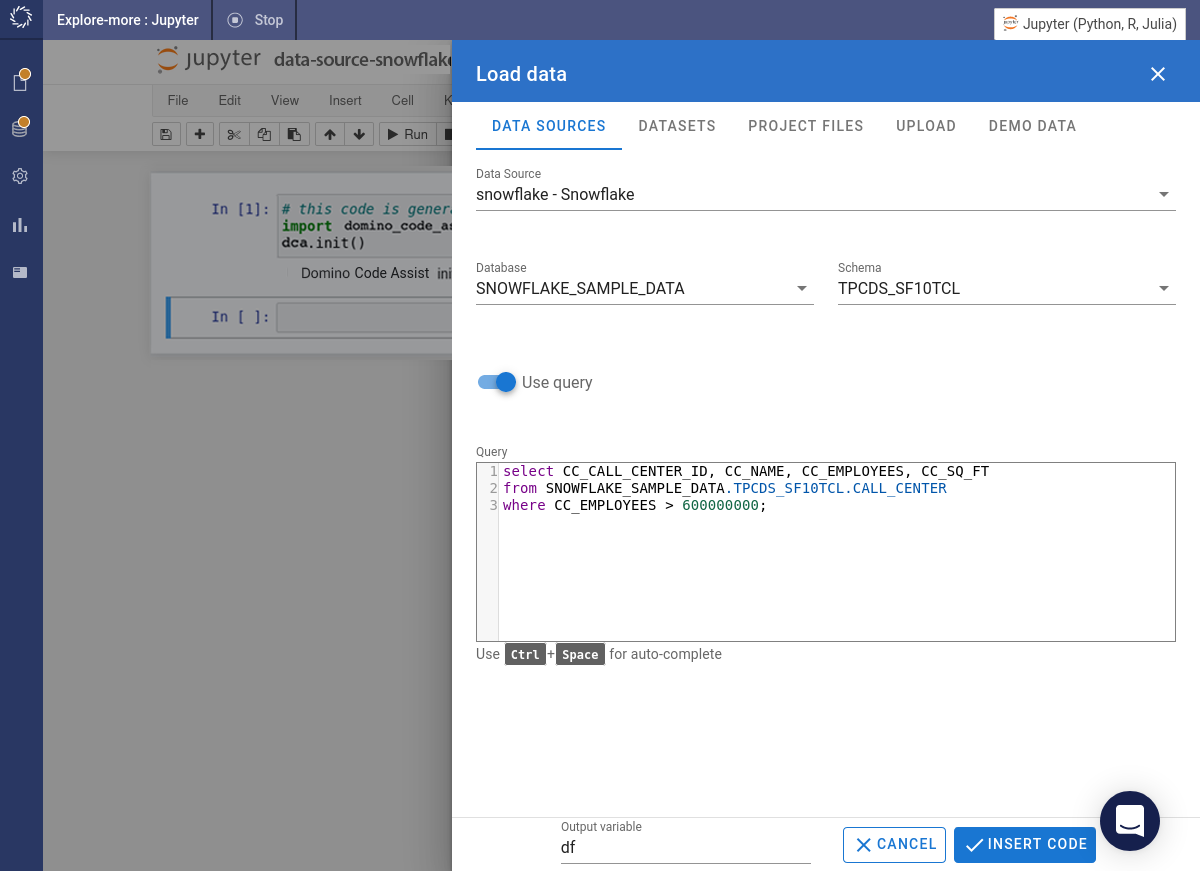 Explore-more : Jupyter
Stop
Jupyter (Python, R, Julia)
jupyter data-source-snowflake
File Edit View Insert Cell K
Run
In [1]: # this code is genera
import domino_code_as
dca.init()
Domino Code Assist ini
In [ ]:
Load data
DATA SOURCES DATASETS PROJECT FILES UPLOAD DEMO DATA
Data Source
snowflake - Snowflake
Database
SNOWFLAKE_SAMPLE_DATA
Schema
TPCDS_SF10TCL
Use query
Query
1 select CC_CALL_CENTER_ID, CC_NAME, CC_EMPLOYEES, CC_SQ_FT
2 from SNOWFLAKE_SAMPLE_DATA.TPCDS_SF10TCL.CALL_CENTER
3 where CC_EMPLOYEES > 600000000;
Use Ctrl + Space for auto-complete
Output variable
df
CANCEL
INSERT CODE